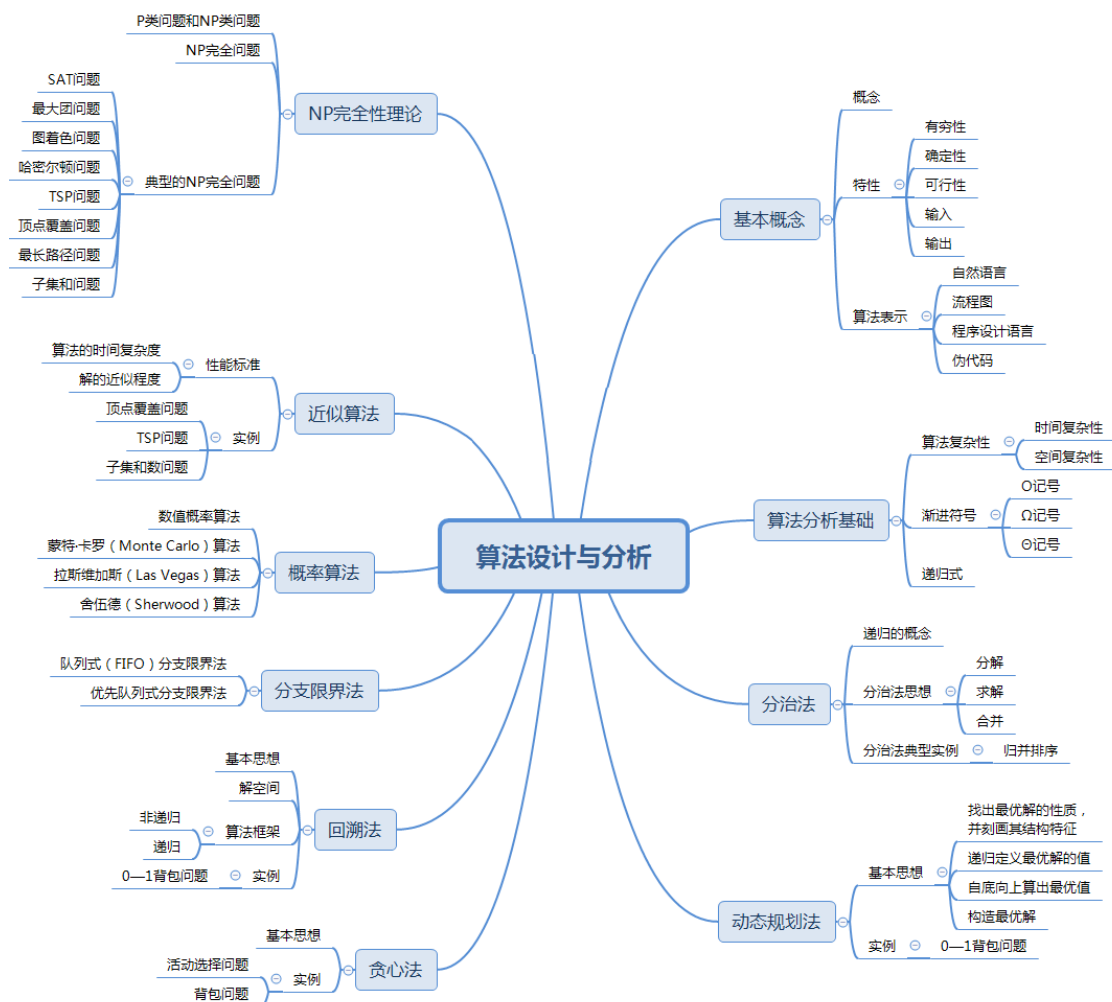 算法设计与分析
基本概念
概念
特性
有穷性
确定性
可行性
输入
输出
算法表示
自然语言
流程图
程序设计语言
伪代码
算法分析基础
算法复杂性
时间复杂性
空间复杂性
渐进符号
O记号
Ω记号
Θ记号
递归式
分治法
递归的概念
分治法思想
分解
求解
合并
分治法典型实例
归并排序
动态规划法
基本思想
找出最优解的性质，
并刻画其结构特征
递归定义最优解的值
自底向上算出最优值
构造最优解
实例
0—1背包问题
NP完全性理论
P类问题和NP类问题
NP完全问题
典型的NP完全问题
SAT问题
最大团问题
图着色问题
哈密尔顿问题
TSP问题
顶点覆盖问题
最长路径问题
子集和问题
近似算法
性能标准
算法的时间复杂度
解的近似程度
实例
顶点覆盖问题
TSP问题
子集和数问题
概率算法
数值概率算法
蒙特·卡罗（Monte Carlo）算法
拉斯维加斯（Las Vegas）算法
舍伍德（Sherwood）算法
分支限界法
队列式（FIFO）分支限界法
优先队列式分支限界法
回溯法
基本思想
解空间
算法框架
非递归
递归
实例
0—1背包问题
贪心法
基本思想
实例
活动选择问题
背包问题